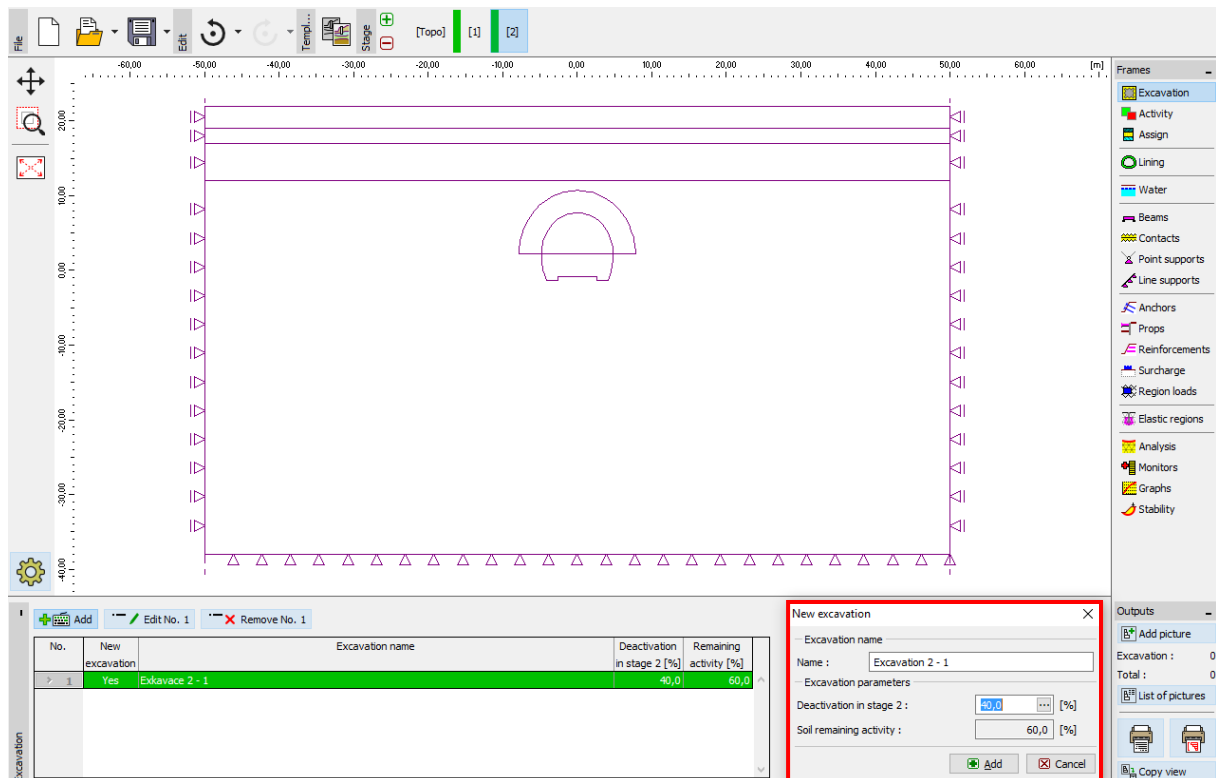 File
Edit
Templ...
Stage
[Topo]
[1]
[2]
-60,00 -50,00 -40,00 -30,00 -20,00 -10,00 0,00 10,00 20,00 30,00 40,00 50,00 60,00 [m]
20,00
10,00
0,00
-10,00
-20,00
-30,00
-40,00
Frames
Excavation
Activity
Assign
Lining
Water
Beams
Contacts
Point supports
Line supports
Anchors
Props
Reinforcements
Surcharge
Region loads
Elastic regions
Analysis
Monitors
Graphs
Stability
Excavation
Add Edit No. 1 Remove No. 1
No. New excavation Excavation name Deactivation in stage 2 [%] Remaining activity [%]
1 Yes Exkavace 2 - 1 40,0 60,0
New excavation
Excavation name
Name : Excavation 2 - 1
Excavation parameters
Deactivation in stage 2 : 40,0 ... [%]
Soil remaining activity : 60,0 [%]
Add Cancel
Outputs
Add picture
Excavation : 0
Total : 0
List of pictures
Copy view